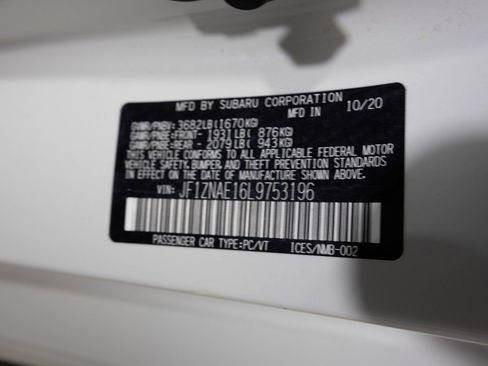 MFD BY SUBARU CORPORATION
MFD IN 10/20
GVWR/PNBV: 3682LB(1670KG)
GAWR/PNBE:FRONT- 1931LB( 876KG)
GAWR/PNBE:REAR - 2079LB( 943KG)
THIS VEHICLE CONFORMS TO ALL APPLICABLE FEDERAL MOTOR
VEHICLE SAFETY, BUMPER, AND THEFT PREVENTION STANDARDS
IN EFFECT ON THE DATE OF MANUFACTURE SHOWN ABOVE.
VIN: JF1ZNAE16L9753196
PASSENGER CAR TYPE:PC/VT ICES/NMB-002